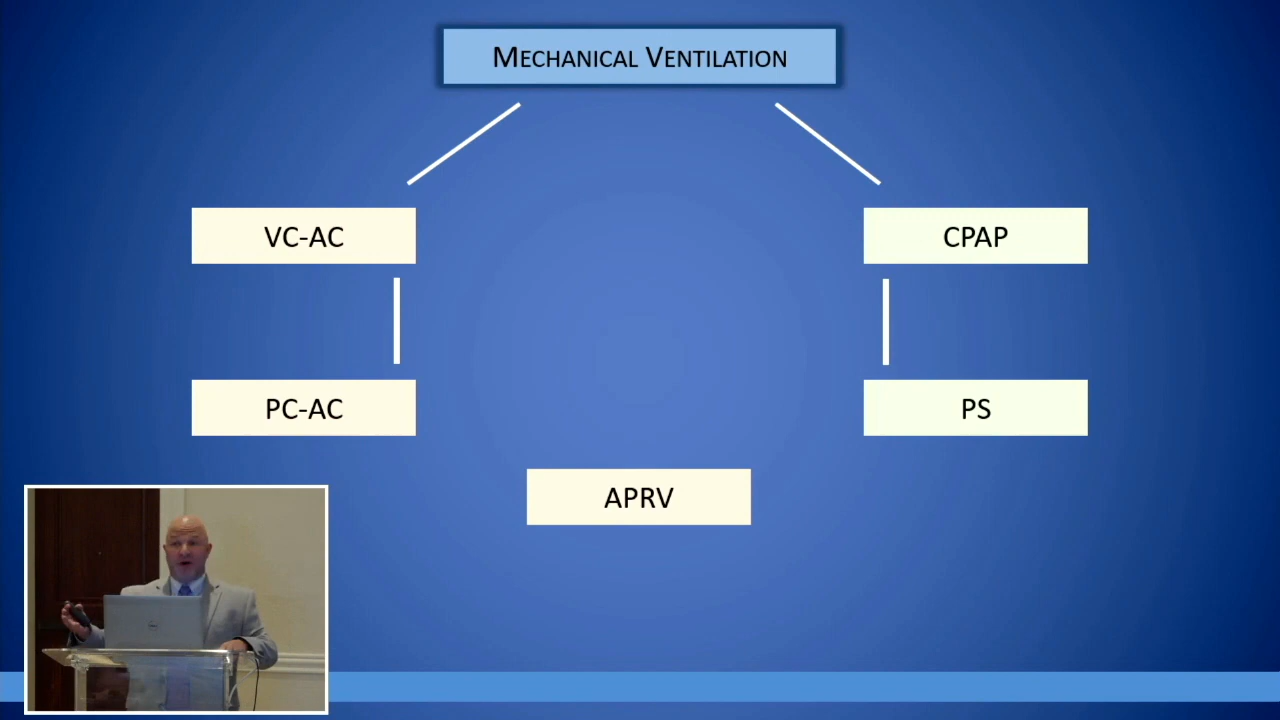 MECHANICAL VENTILATION
VC-AC
CPAP
PC-AC
PS
APRV